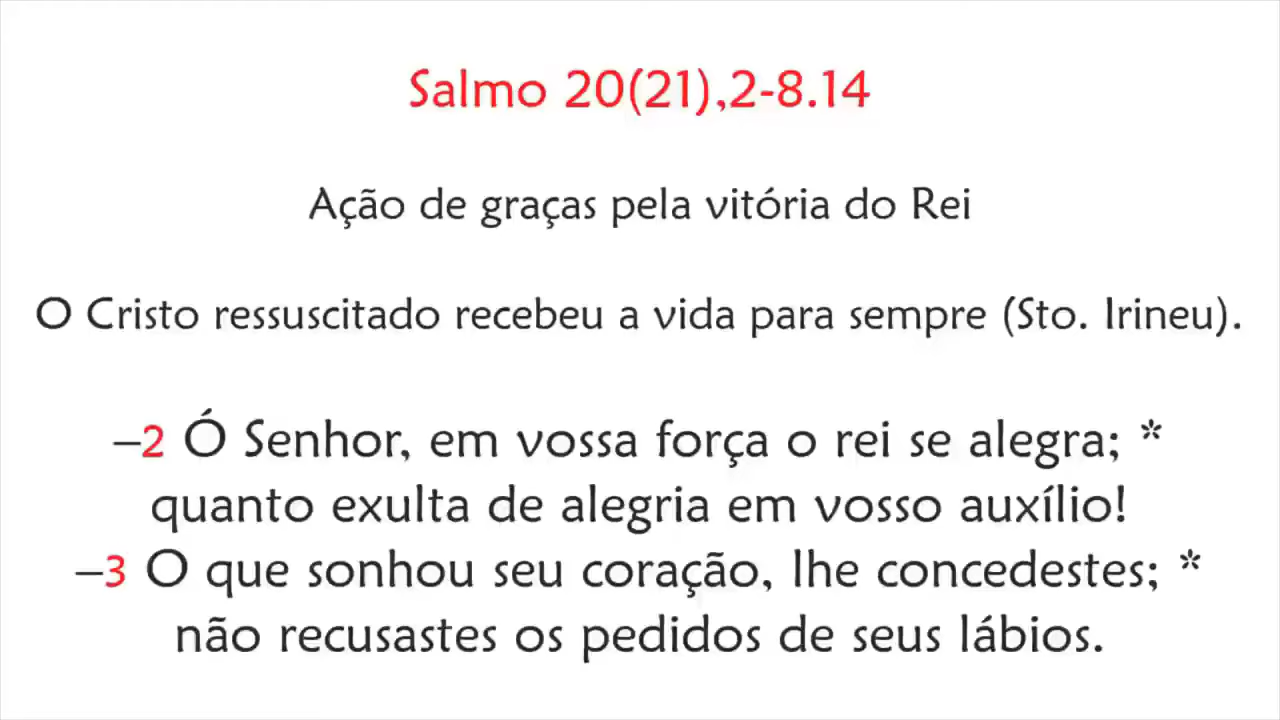 Salmo 20(21),2-8.14
Ação de graças pela vitória do Rei
O Cristo ressuscitado recebeu a vida para sempre (Sto. Irineu).
–2 Ó Senhor, em vossa força o rei se alegra; *
quanto exulta de alegria em vosso auxílio!
–3 O que sonhou seu coração, lhe concedestes; *
não recusastes os pedidos de seus lábios.